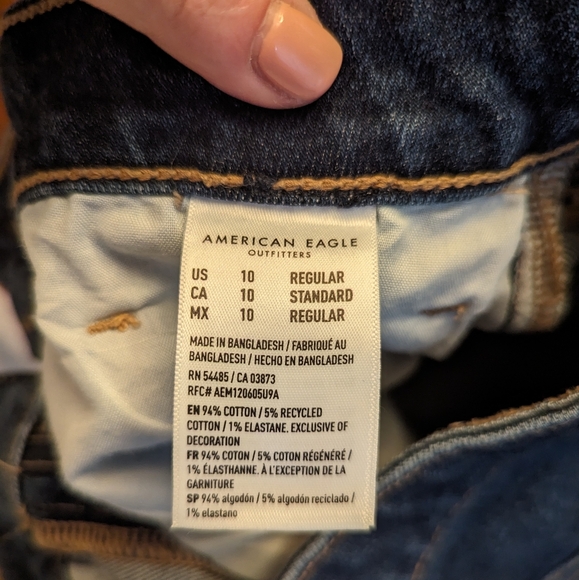 AMERICAN EAGLE
OUTFITTERS
US 10 REGULAR
CA 10 STANDARD
MX 10 REGULAR
MADE IN BANGLADESH / FABRIQUÉ AU
BANGLADESH / HECHO EN BANGLADESH
RN 54485 / CA 03873
RFC# AEM120605U9A
EN 94% COTTON / 5% RECYCLED
COTTON / 1% ELASTANE. EXCLUSIVE OF
DECORATION
FR 94% COTON / 5% COTON RÉGÉNÉRÉ /
1% ÉLASTHANNE. À L'EXCEPTION DE LA
GARNITURE
SP 94% algodón / 5% algodón reciclado /
1% elastano